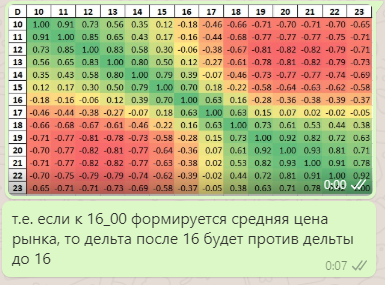 D 10 11 12 13 14 15 16 17 18 19 20 21 22 23
10 1.00 0.91 0.73 0.56 0.35 0.12 -0.18 -0.46 -0.66 -0.71 -0.70 -0.71 -0.70 -0.65
11 0.91 1.00 0.85 0.65 0.43 0.17 -0.16 -0.44 -0.68 -0.77 -0.77 -0.77 -0.75 -0.71
12 0.73 0.85 1.00 0.83 0.58 0.30 -0.06 -0.38 -0.67 -0.81 -0.82 -0.82 -0.79 -0.71
13 0.56 0.65 0.83 1.00 0.80 0.50 0.12 -0.27 -0.61 -0.78 -0.81 -0.82 -0.79 -0.73
14 0.35 0.43 0.58 0.80 1.00 0.79 0.39 -0.07 -0.46 -0.73 -0.77 -0.77 -0.74 -0.69
15 0.12 0.17 0.30 0.50 0.79 1.00 0.70 0.18 -0.22 -0.58 -0.64 -0.63 -0.62 -0.58
16 -0.18 -0.16 -0.06 0.12 0.39 0.70 1.00 0.63 0.16 -0.28 -0.36 -0.38 -0.39 -0.37
17 -0.46 -0.44 -0.38 -0.27 -0.07 0.18 0.63 1.00 0.63 0.15 0.07 0.02 -0.02 -0.05
18 -0.66 -0.68 -0.67 -0.61 -0.46 -0.22 0.16 0.63 1.00 0.73 0.61 0.53 0.44 0.38
19 -0.71 -0.77 -0.81 -0.78 -0.73 -0.58 -0.28 0.15 0.73 1.00 0.92 0.82 0.72 0.63
20 -0.70 -0.77 -0.82 -0.81 -0.77 -0.64 -0.36 0.07 0.61 0.92 1.00 0.93 0.81 0.71
21 -0.71 -0.77 -0.82 -0.82 -0.77 -0.63 -0.38 0.02 0.53 0.82 0.93 1.00 0.91 0.78
22 -0.70 -0.75 -0.79 -0.79 -0.74 -0.62 -0.39 -0.02 0.44 0.72 0.81 0.91 1.00 0.92
23 -0.65 -0.71 -0.71 -0.73 -0.69 -0.58 -0.37 -0.05 0.38 0.63 0.71 0.78
0:00
т.е. если к 16_00 формируется средняя цена
рынка, то дельта после 16 будет против дельты
до 16
0:07